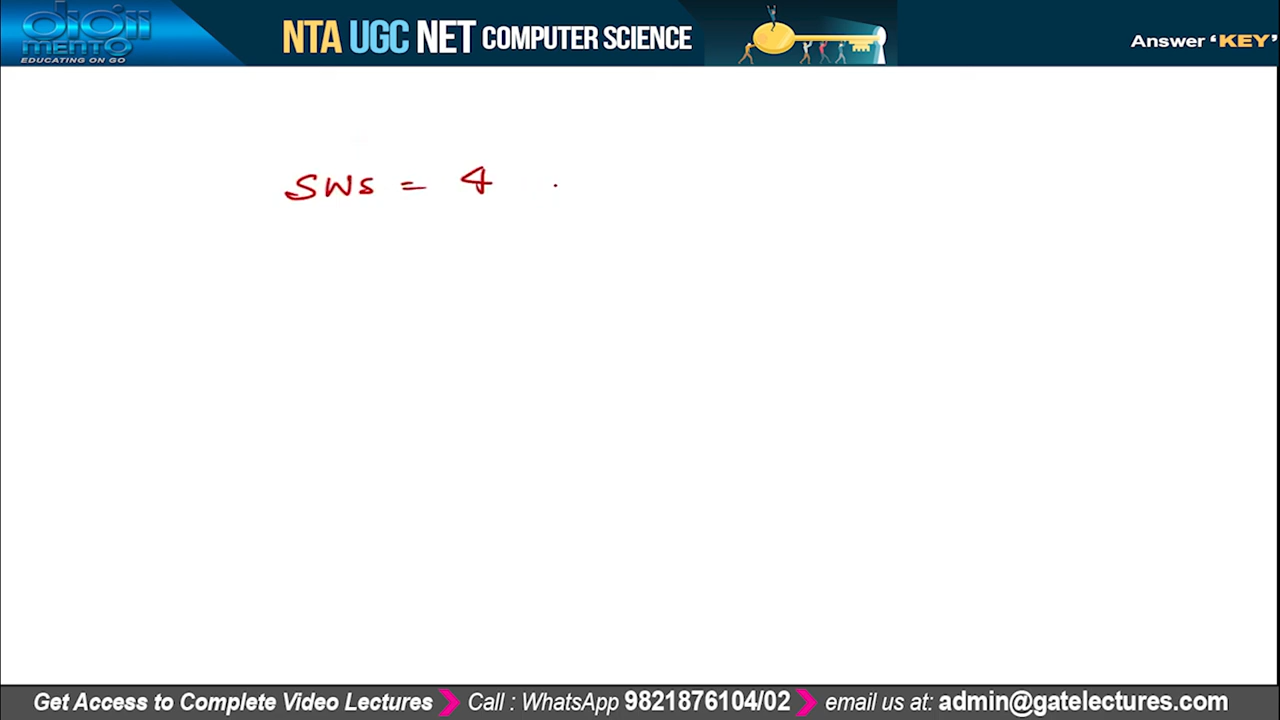 digii
MENTO
EDUCATING ON GO
NTA UGC NET COMPUTER SCIENCE
Answer ‘KEY’
SWS = 4
Get Access to Complete Video Lectures Call : WhatsApp 9821876104/02 email us at: admin@gatelectures.com